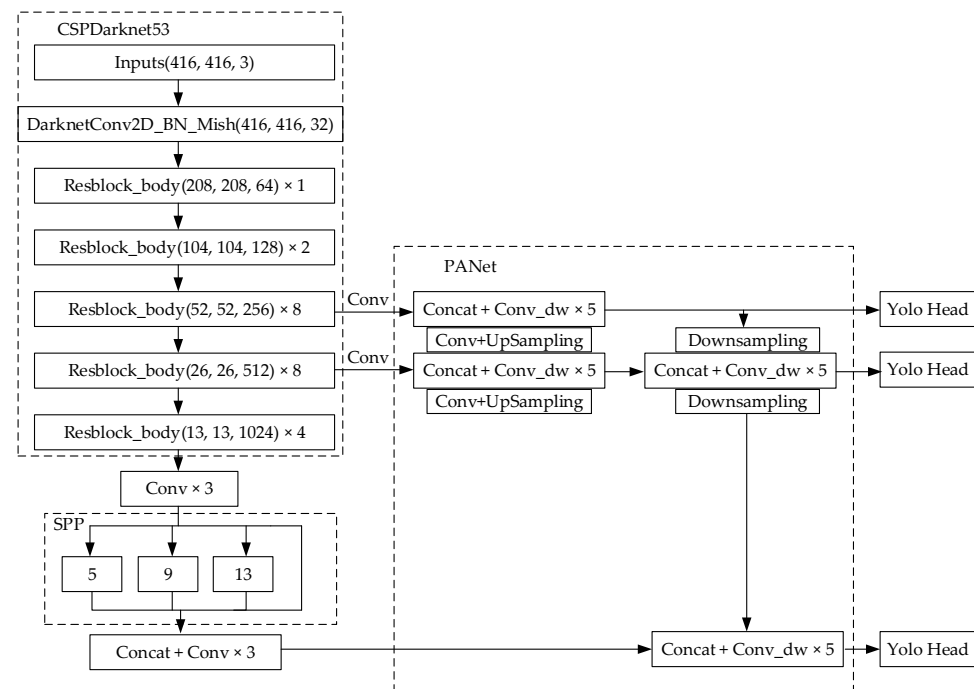 CSPDarknet53
Inputs(416, 416, 3)
DarknetConv2D_BN_Mish(416, 416, 32)
Resblock_body(208, 208, 64) × 1
Resblock_body(104, 104, 128) × 2
Resblock_body(52, 52, 256) × 8
Resblock_body(26, 26, 512) × 8
Resblock_body(13, 13, 1024) × 4
Conv × 3
SPP
5
9
13
Concat + Conv × 3
Conv
Conv
PANet
Concat + Conv_dw × 5
Conv+UpSampling
Concat + Conv_dw × 5
Conv+UpSampling
Downsampling
Concat + Conv_dw × 5
Downsampling
Concat + Conv_dw × 5
Yolo Head
Yolo Head
Yolo Head